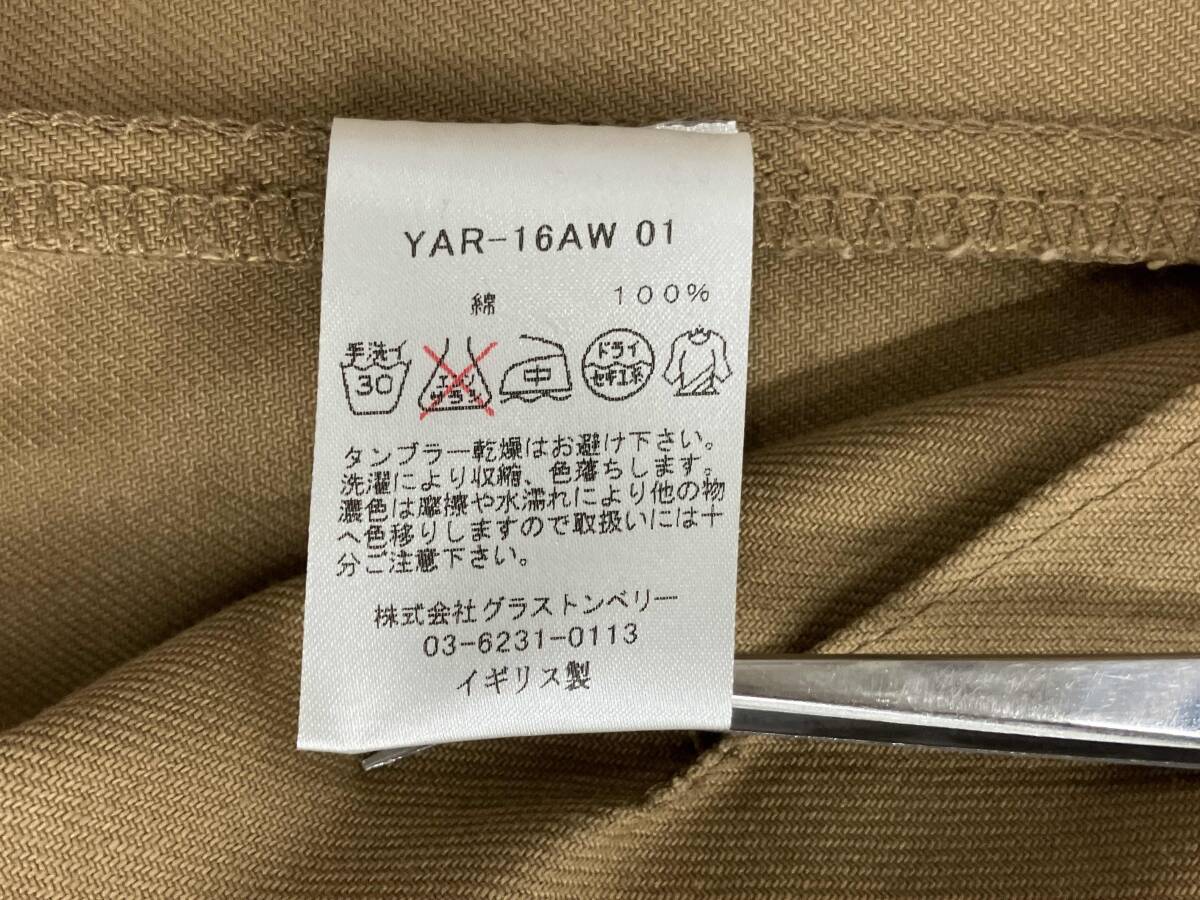 YAR-16AW 01
綿 100%
手洗イ
30
エンソ
サラシ
中
ドライ
セキユ系
タンブラー乾燥はお避け下さい。
洗濯により収縮、色落ちします。
濃色は摩擦や水濡れにより他の物
へ色移りしますので取扱いには十
分ご注意下さい。
株式会社グラストンベリー
03-6231-0113
イギリス製